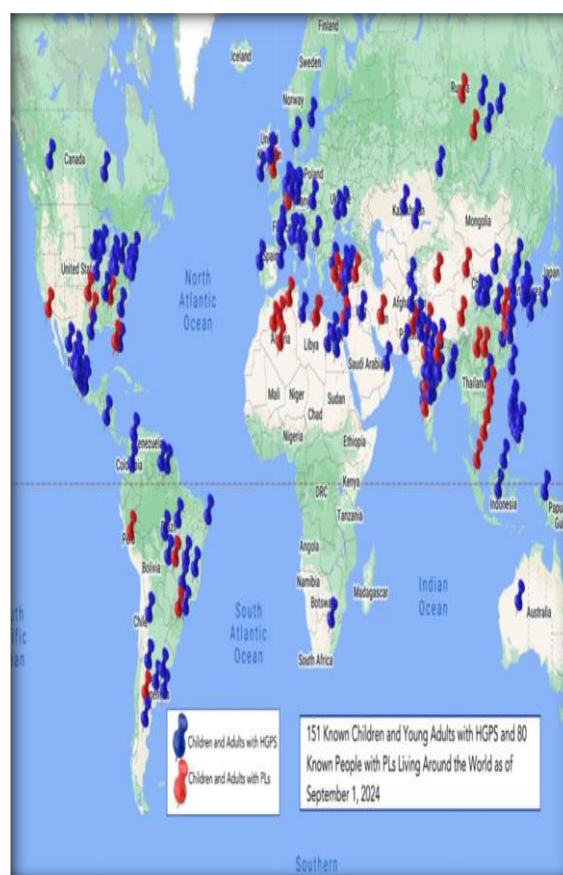 Finland
Iceland
Sweden
Norway
Canada
Poland
Kazakhstan
Mongolia
Spain
United States
North
Atlantic
Ocean
Japan
Libya
Saudi Arabia
Mali
Niger
Chad
Sudan
Thailand
Nigeria
Ethiopia
Venezuela
Colombia
Kenya
DRC
Tanzania
Indonesia
Papua
Angola
Bolivia
Namibia
Botswana
Madagascar
Indian
Ocean
Chile
South
Atlantic
Ocean
Australia
South Africa
Children and Adults with HGPS
Children and Adults with PLs
151 Known Children and Young Adults with HGPS and 80
Known People with PLs Living Around the World as of
September 1, 2024
Southern